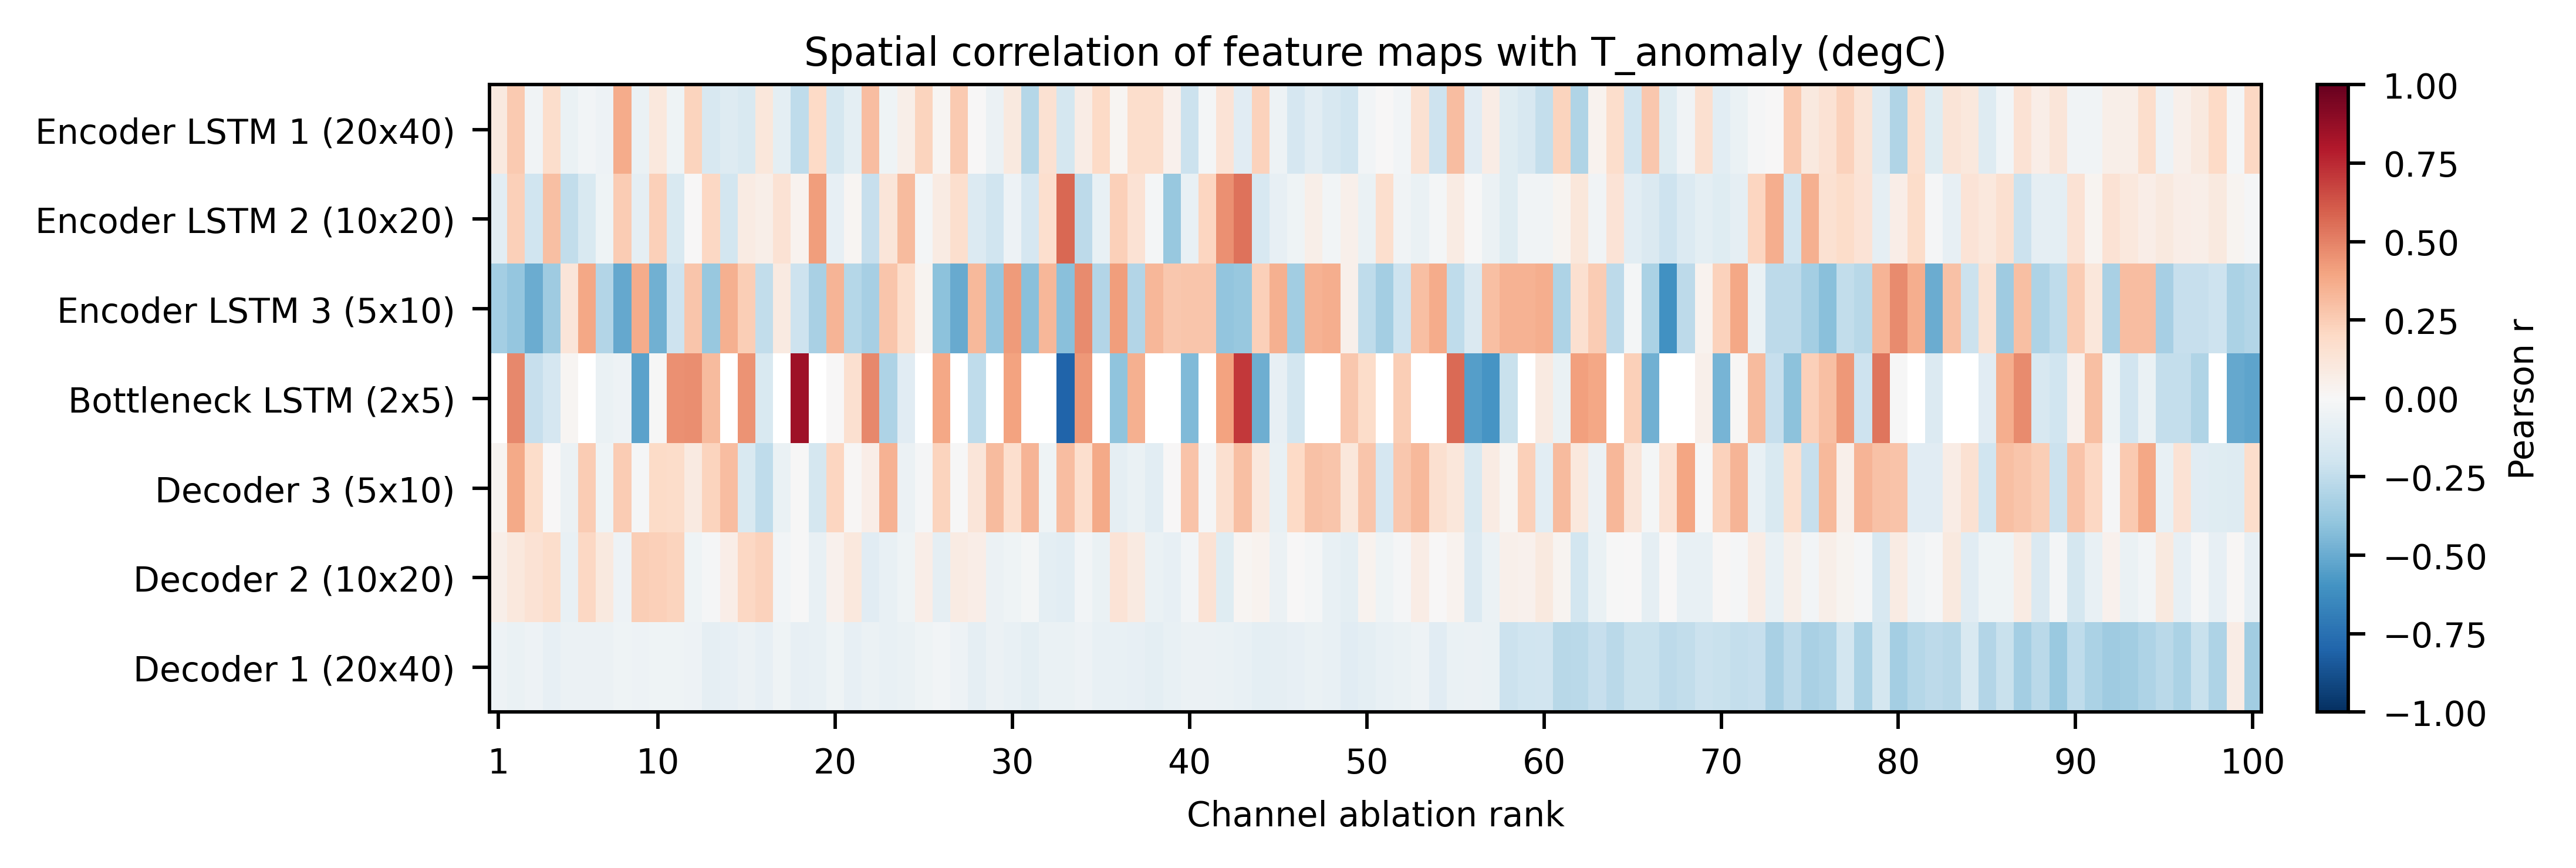 Spatial correlation of feature maps with T_anomaly (degC)
Encoder LSTM 1 (20x40)
Encoder LSTM 2 (10x20)
Encoder LSTM 3 (5x10)
Bottleneck LSTM (2x5)
Decoder 3 (5x10)
Decoder 2 (10x20)
Decoder 1 (20x40)
1 10 20 30 40 50 60 70 80 90 100
Channel ablation rank
1.00
0.75
0.50
0.25
0.00
−0.25
−0.50
−0.75
−1.00
Pearson r